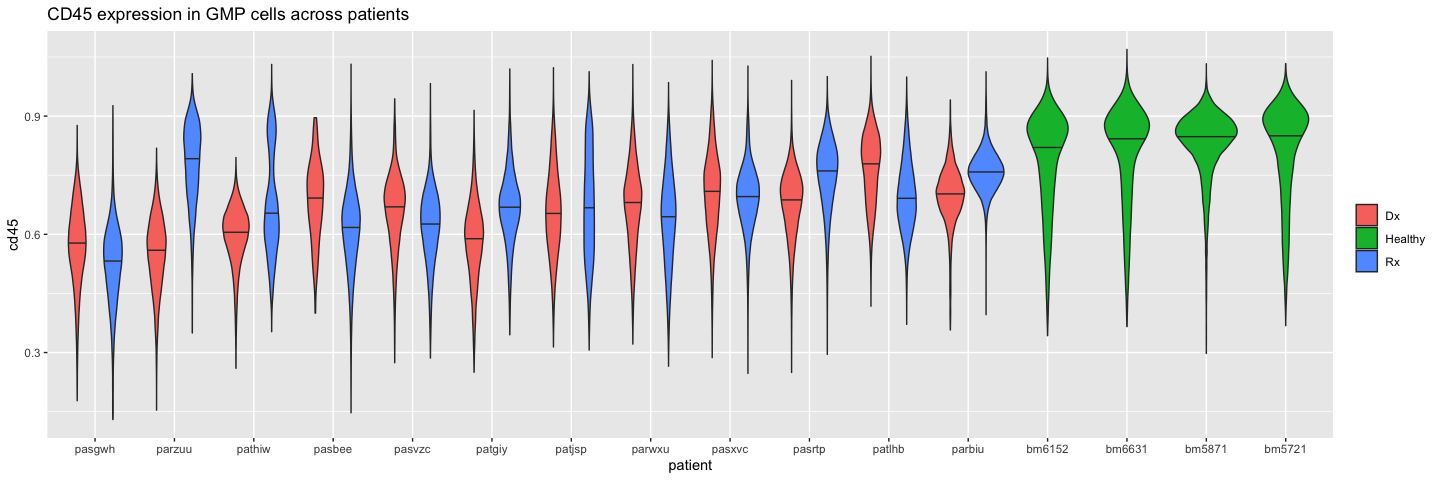 CD45 expression in GMP cells across patients
cd45
0.9
0.6
0.3
pasgwh parzuu pathiw pasbee pasvzc patgiy patjsp parwxu pasxvc pasrtp patlhb parbiu bm6152 bm6631 bm5871 bm5721
patient
Dx
Healthy
Rx